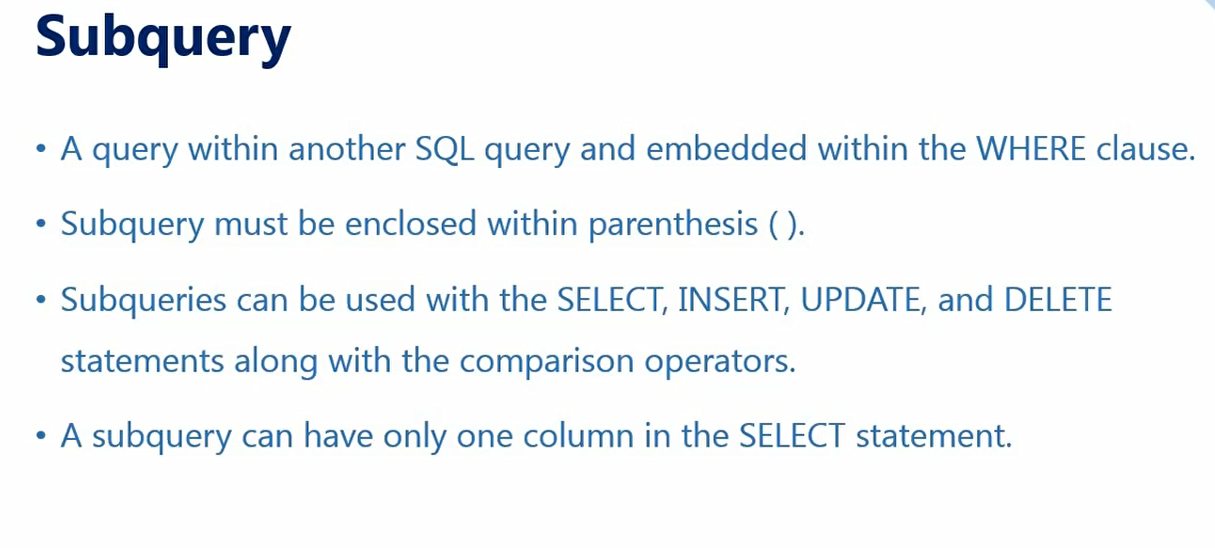 Subquery
• A query within another SQL query and embedded within the WHERE clause.
• Subquery must be enclosed within parenthesis ( ).
• Subqueries can be used with the SELECT, INSERT, UPDATE, and DELETE
statements along with the comparison operators.
• A subquery can have only one column in the SELECT statement.